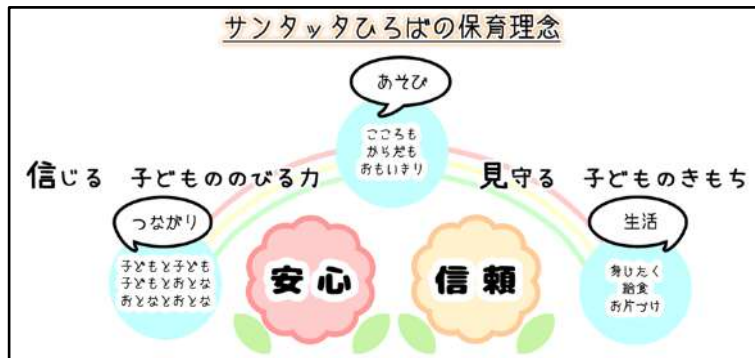 サンタッタひろばの保育理念
あそび
こころも
からだも
おもいきり
信じる 子どもののびる力
見守る 子どものきもち
つながり
子どもと子ども
子どもとおとな
おとなとおとな
安心
信頼
生活
身じたく
給食
お片づけ